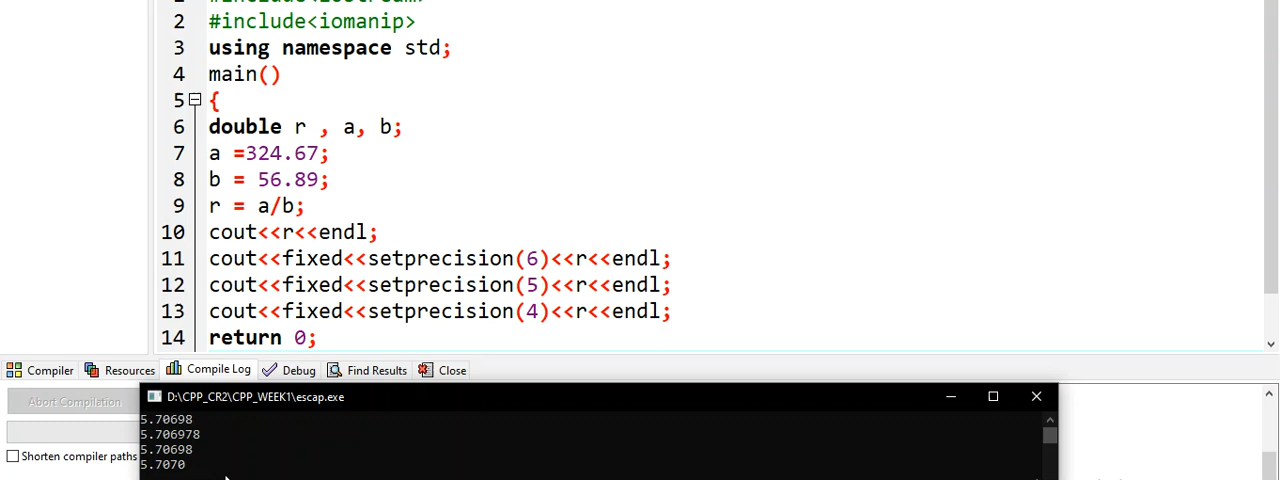 1 #include<iostream>
2 #include<iomanip>
3 using namespace std;
4 main()
5 {
6 double r , a, b;
7 a =324.67;
8 b = 56.89;
9 r = a/b;
10 cout<<r<<endl;
11 cout<<fixed<<setprecision(6)<<r<<endl;
12 cout<<fixed<<setprecision(5)<<r<<endl;
13 cout<<fixed<<setprecision(4)<<r<<endl;
14 return 0;
Compiler Resources Compile Log Debug Find Results Close
Abort Compilation
D:\CPP_CR2\CPP_WEEK1\escap.exe
5.70698
5.706978
5.70698
5.7070
Shorten compiler paths